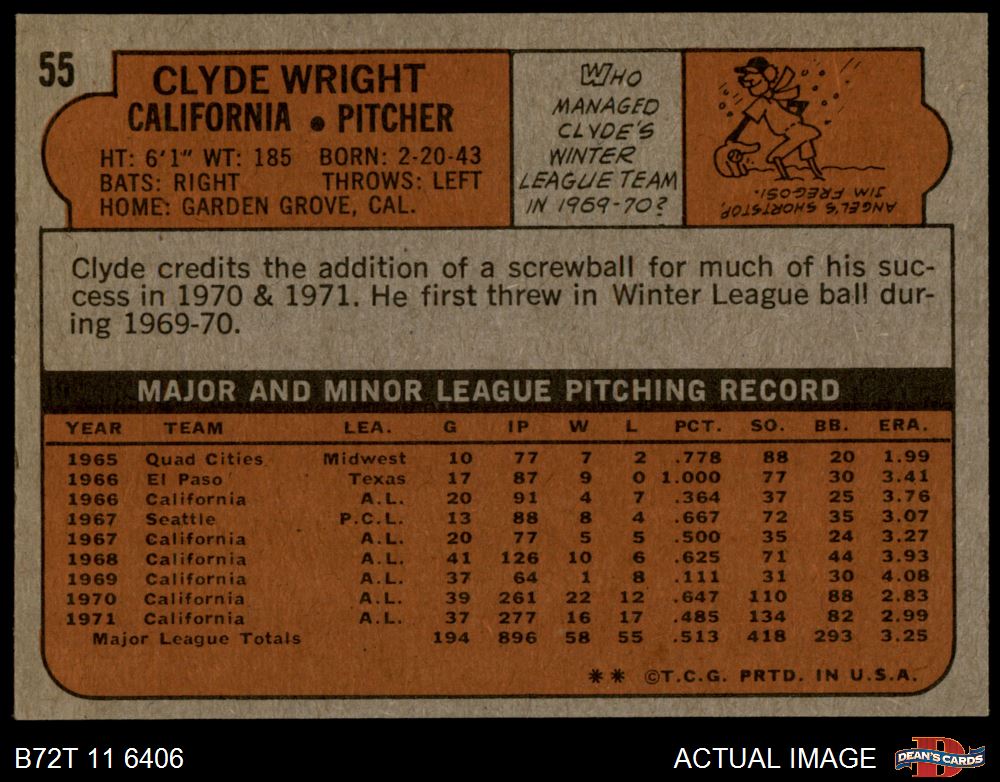 55
CLYDE WRIGHT
CALIFORNIA • PITCHER
HT: 6'1" WT: 185 BORN: 2-20-43
BATS: RIGHT THROWS: LEFT
HOME: GARDEN GROVE, CAL.
WHO
MANAGED
CLYDE'S
WINTER
LEAGUE TEAM
IN 1969-70?
ANGEL'S SHORTSTOP,
JIM FREGOSI.
Clyde credits the addition of a screwball for much of his suc-
cess in 1970 & 1971. He first threw in Winter League ball dur-
ing 1969-70.
MAJOR AND MINOR LEAGUE PITCHING RECORD
YEAR TEAM LEA. G IP W L PCT. SO. BB. ERA.
1965 Quad Cities Midwest 10 77 7 2 .778 88 20 1.99
1966 El Paso Texas 17 87 9 0 1.000 77 30 3.41
1966 California A.L. 20 91 4 7 .364 37 25 3.76
1967 Seattle P.C.L. 13 88 8 4 .667 72 35 3.07
1967 California A.L. 20 77 5 5 .500 35 24 3.27
1968 California A.L. 41 126 10 6 .625 71 44 3.93
1969 California A.L. 37 64 1 8 .111 31 30 4.08
1970 California A.L. 39 261 22 12 .647 110 88 2.83
1971 California A.L. 37 277 16 17 .485 134 82 2.99
Major League Totals 194 896 58 55 .513 418 293 3.25
** ©T.C.G. PRTD. IN U.S.A.
B72T 11 6406
ACTUAL IMAGE
D
DEAN'S CARDS